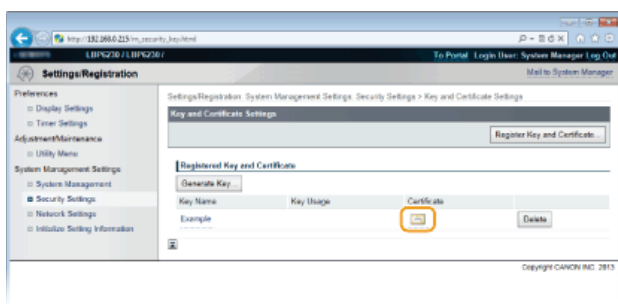 http://192.168.0.215/m_security_key.html
LBP6230 / LBP6230 /
To Portal Login User: System Manager Log Out
Settings/Registration
Mail to System Manager
Preferences
Display Settings
Timer Settings
Adjustment/Maintenance
Utility Menu
System Management Settings
System Management
Security Settings
Network Settings
Initialize Setting Information
Settings/Registration: System Management Settings: Security Settings > Key and Certificate Settings
Key and Certificate Settings
Register Key and Certificate...
Registered Key and Certificate
Generate Key...
Key Name Key Usage Certificate
Example Delete
Copyright CANON INC. 2013